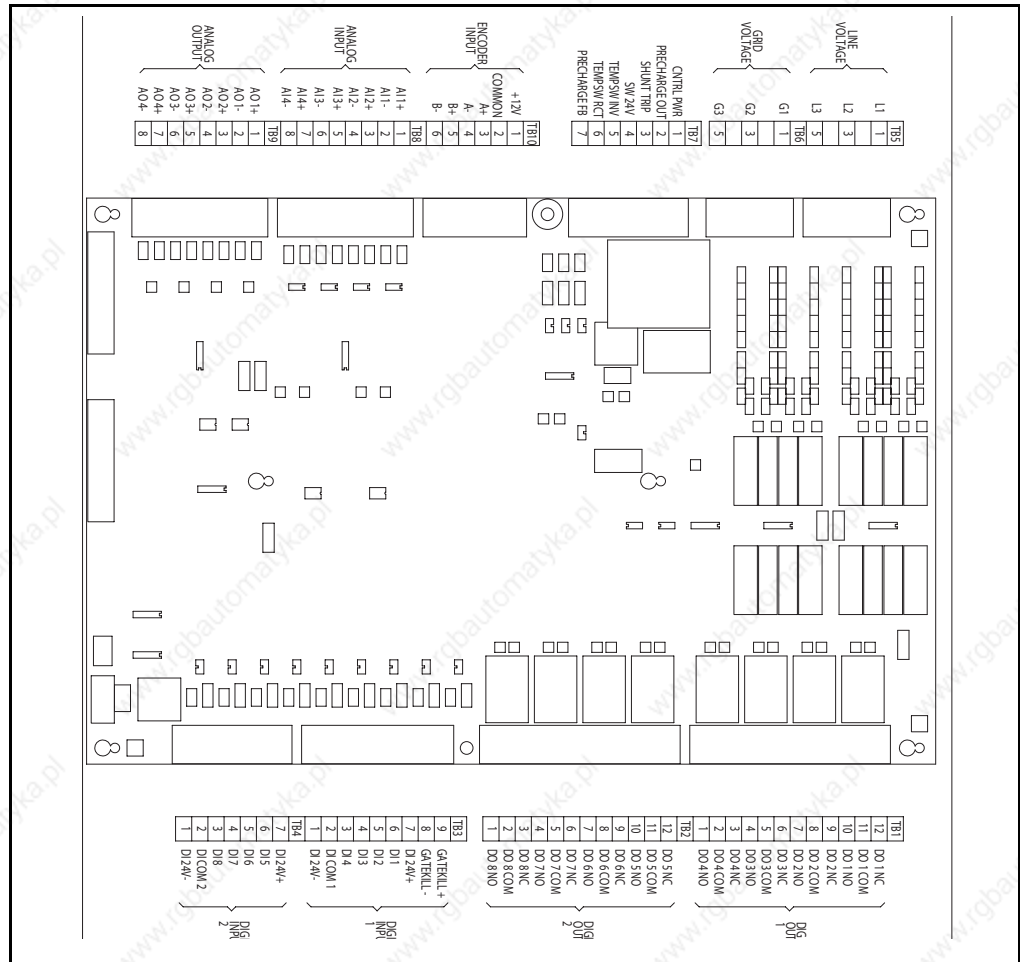 LINE
VOLTAGE
TB5
1 L1
3 L2
5 L3
GRID
VOLTAGE
TB6
1 G1
3 G2
5 G3
TB7
1 CNTRL PWR
2 PRECHARGE OUT
3 SHUNT TRIP
4 SW 24V
5 TEMPSW INV
6 TEMPSW RCT
7 PRECHARGE FB
ENCODER
INPUT
TB10
1 +12V
2 COMMON
3 A+
4 A-
5 B+
6 B-
ANALOG
INPUT
TB8
1 AI1+
2 AI1-
3 AI2+
4 AI2-
5 AI3+
6 AI3-
7 AI4+
8 AI4-
ANALOG
OUTPUT
TB9
1 AO1+
2 AO1-
3 AO2+
4 AO2-
5 AO3+
6 AO3-
7 AO4+
8 AO4-
TB1
12 DO1NC
11 DO1COM
10 DO1NO
9 DO2NC
8 DO2COM
7 DO2NO
6 DO3NC
5 DO3COM
4 DO3NO
3 DO4NC
2 DO4COM
1 DO4NO
DIG
OUT
1
TB2
12 DO5NC
11 DO5COM
10 DO5NO
9 DO6NC
8 DO6COM
7 DO6NO
6 DO7NC
5 DO7COM
4 DO7NO
3 DO8NC
2 DO8COM
1 DO8NO
DIGI
OUT
2
TB3
9 GATEKILL +
8 GATEKILL -
7 DI24V+
6 DI1
5 DI2
4 DI3
3 DI4
2 DICOM 1
1 DI24V-
DIGI
INPU
1
TB4
7 DI24V+
6 DI5
5 DI6
4 DI7
3 DI8
2 DICOM 2
1 DI24V-
DIGI
INPU
2
www.rgbautomatyka.pl